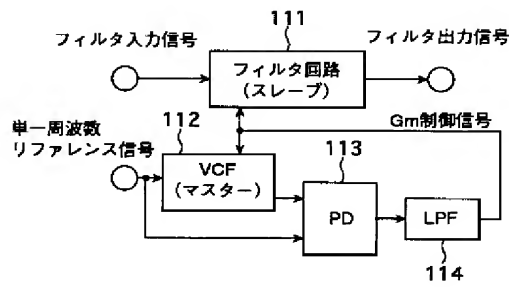 111
フィルタ入力信号
フィルタ出力信号
フィルタ回路
(スレーブ)
単一周波数
リファレンス信号
112
Gm制御信号
113
VCF
(マスター)
PD
LPF
114